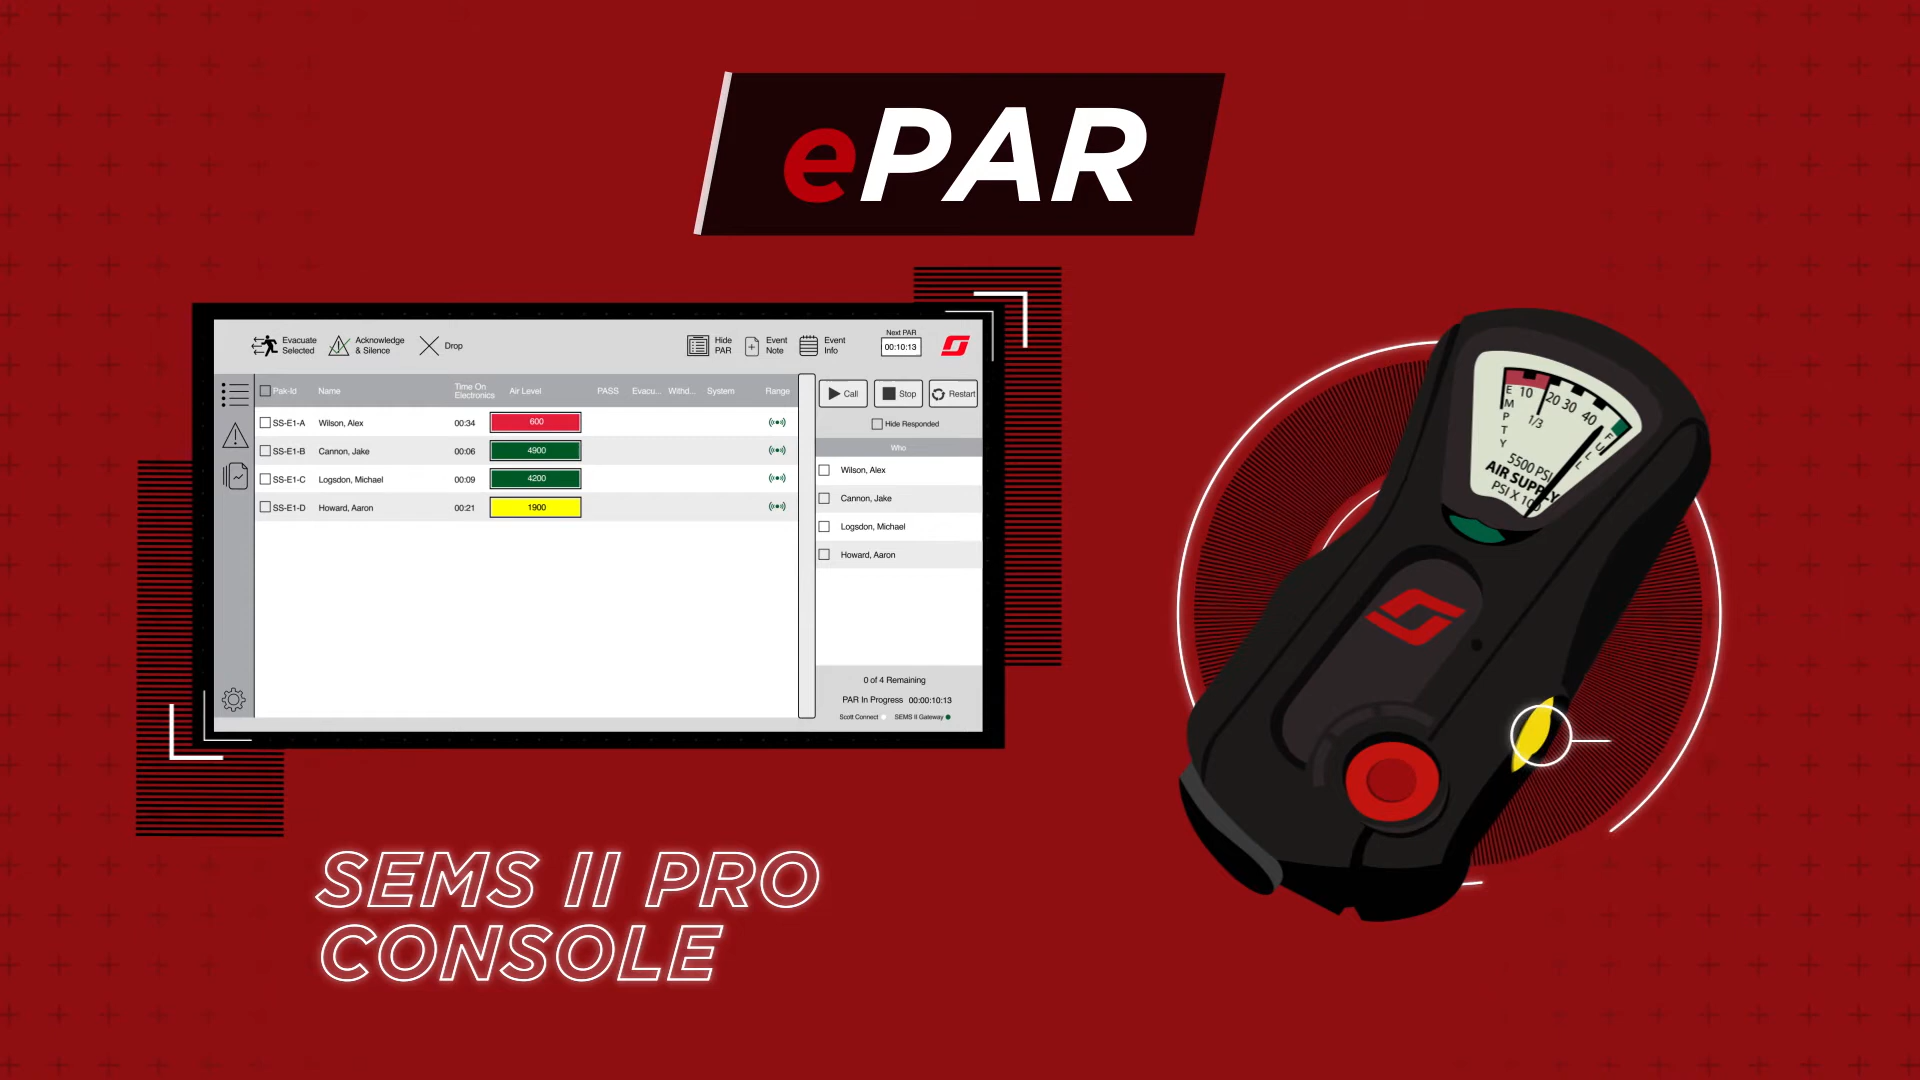 ePAR
Evacuate Selected
Acknowledge & Silence
Drop
Hide PAR
Event Note
Event Info
Next PAR
00:10:13
Pak-Id Name Time On Electronics Air Level PASS Evacu... Withd... System Range
SS-E1-A Wilson, Alex 00:34 600
SS-E1-B Cannon, Jake 00:06 4900
SS-E1-C Logsdon, Michael 00:09 4200
SS-E1-D Howard, Aaron 00:21 1900
Call Stop Restart
Hide Responded
Who
Wilson, Alex
Cannon, Jake
Logsdon, Michael
Howard, Aaron
0 of 4 Remaining
PAR In Progress 00:00:10:13
Scott Connect SEMS II Gateway
EMPTY 10 20 30 40 FULL
1/3
5500 PSI
AIR SUPPLY
PSI X 100
SEMS II PRO
CONSOLE